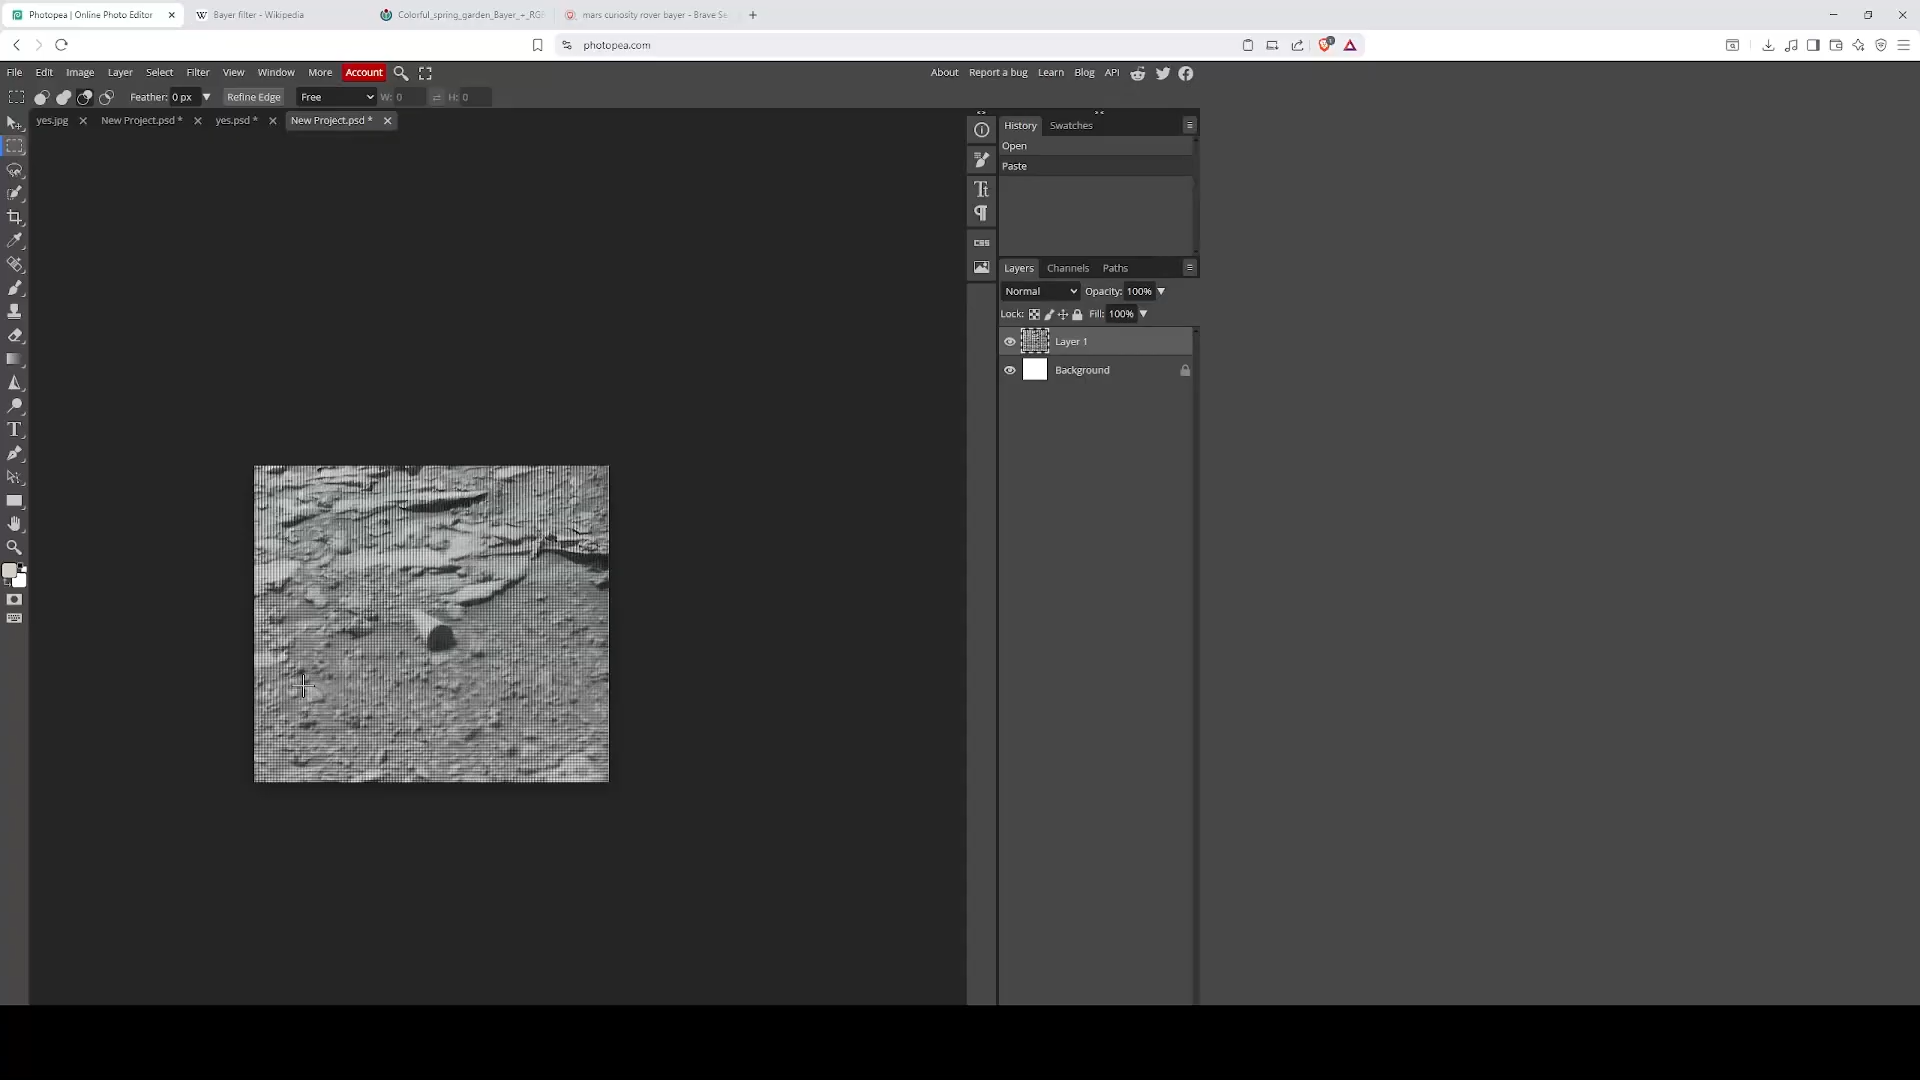 Photopea | Online Photo Editor
Bayer filter - Wikipedia
Colorful_spring_garden_Bayer_+_RGB
mars curiosity rover bayer - Brave Se
photopea.com
1
File Edit Image Layer Select Filter View Window More Account
About Report a bug Learn Blog API
Feather: 0 px Refine Edge Free W: 0 H: 0
yes.jpg New Project.psd * yes.psd * New Project.psd *
History Swatches
Open
Paste
CSS
Layers Channels Paths
Normal Opacity: 100%
Lock: Fill: 100%
Layer 1
Background